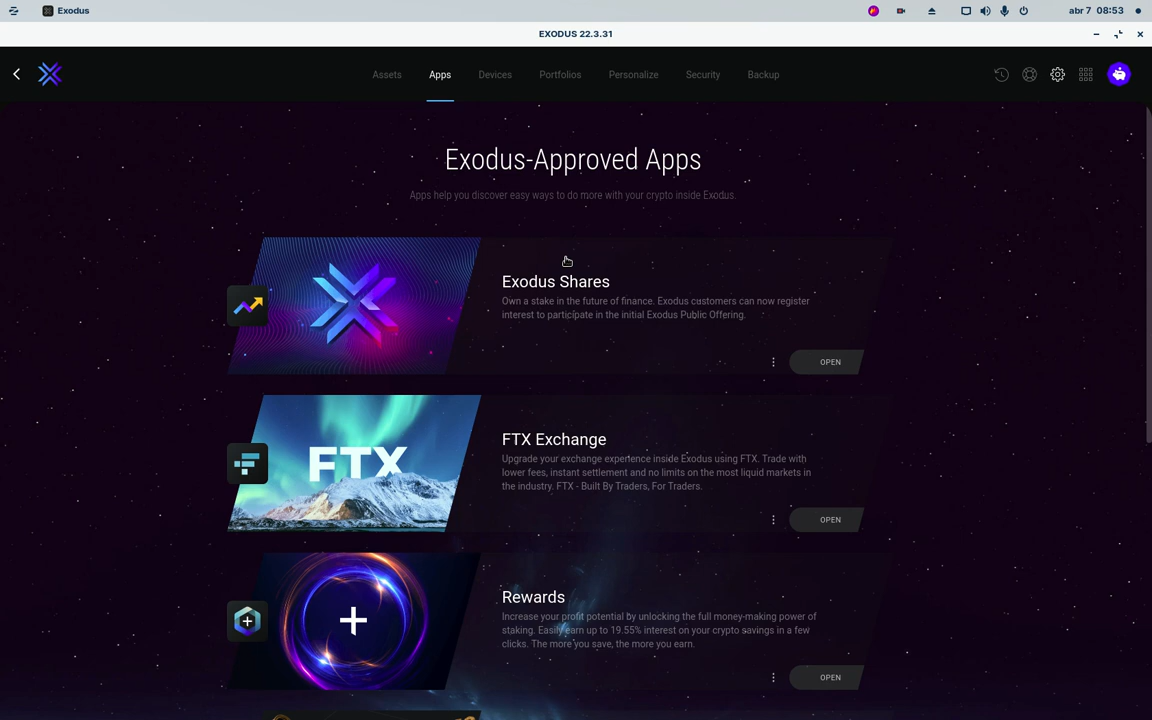 Exodus
abr 7 08:53
EXODUS 22.3.31
Assets Apps Devices Portfolios Personalize Security Backup
Exodus-Approved Apps
Apps help you discover easy ways to do more with your crypto inside Exodus.
Exodus Shares
Own a stake in the future of finance. Exodus customers can now register
interest to participate in the initial Exodus Public Offering.
OPEN
FTX
FTX Exchange
Upgrade your exchange experience inside Exodus using FTX. Trade with
lower fees, instant settlement and no limits on the most liquid markets in
the industry. FTX - Built By Traders, For Traders.
OPEN
Rewards
Increase your profit potential by unlocking the full money-making power of
staking. Easily earn up to 19.55% interest on your crypto savings in a few
clicks. The more you save, the more you earn.
OPEN